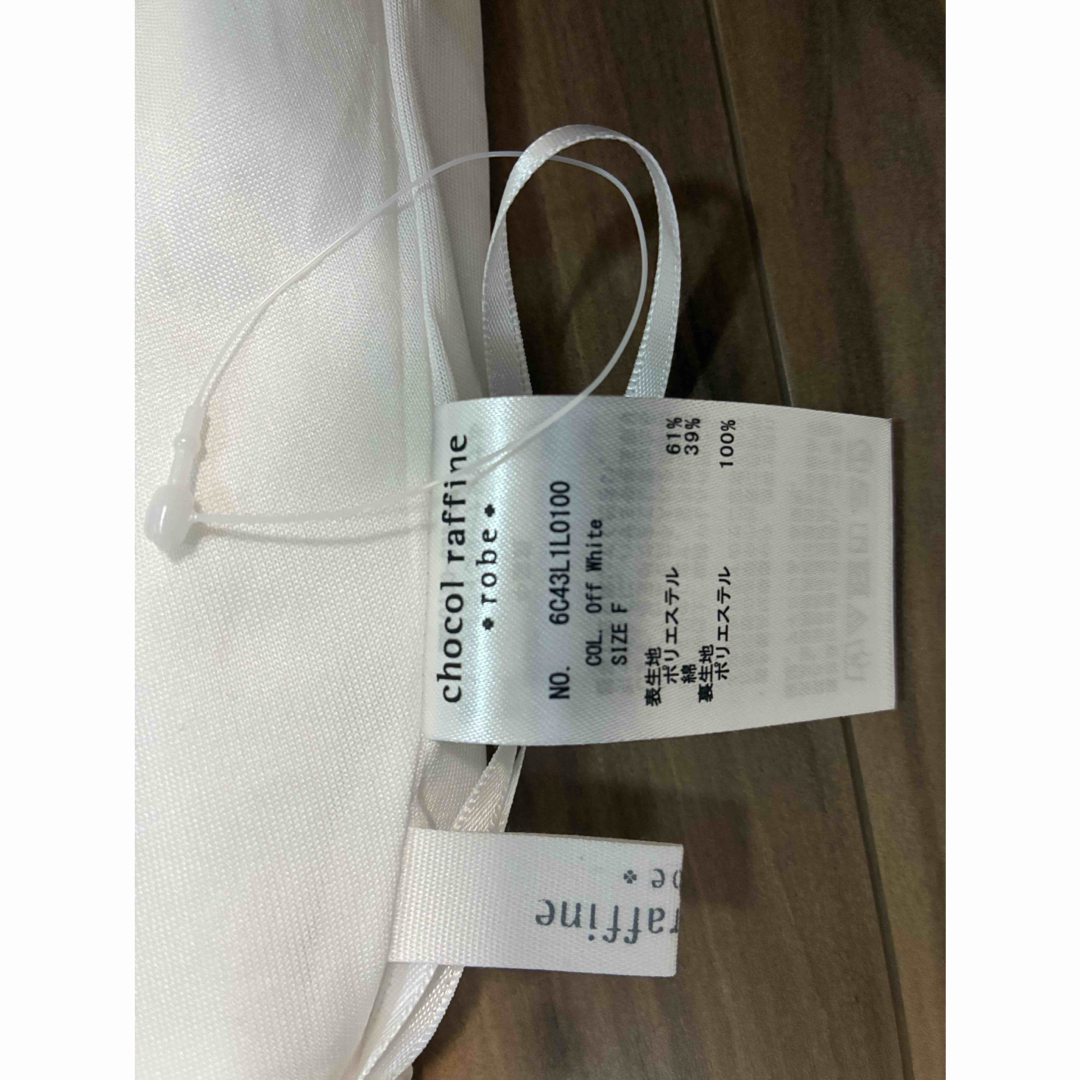 chocol raffine
robe
NO. 6C43L1L0100
COL. Off White
SIZE F
表生地
ポリエステル 61%
綿 39%
裏生地
ポリエステル 100%
raffine